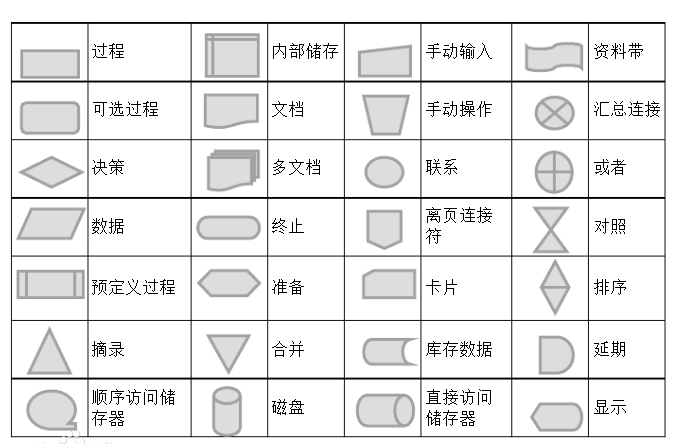 过程
内部储存
手动输入
资料带
可选过程
文档
手动操作
汇总连接
决策
多文档
联系
或者
数据
终止
离页连接
符
对照
预定义过程
准备
卡片
排序
摘录
合并
库存数据
延期
顺序访问储
存器
磁盘
直接访问
储存器
显示